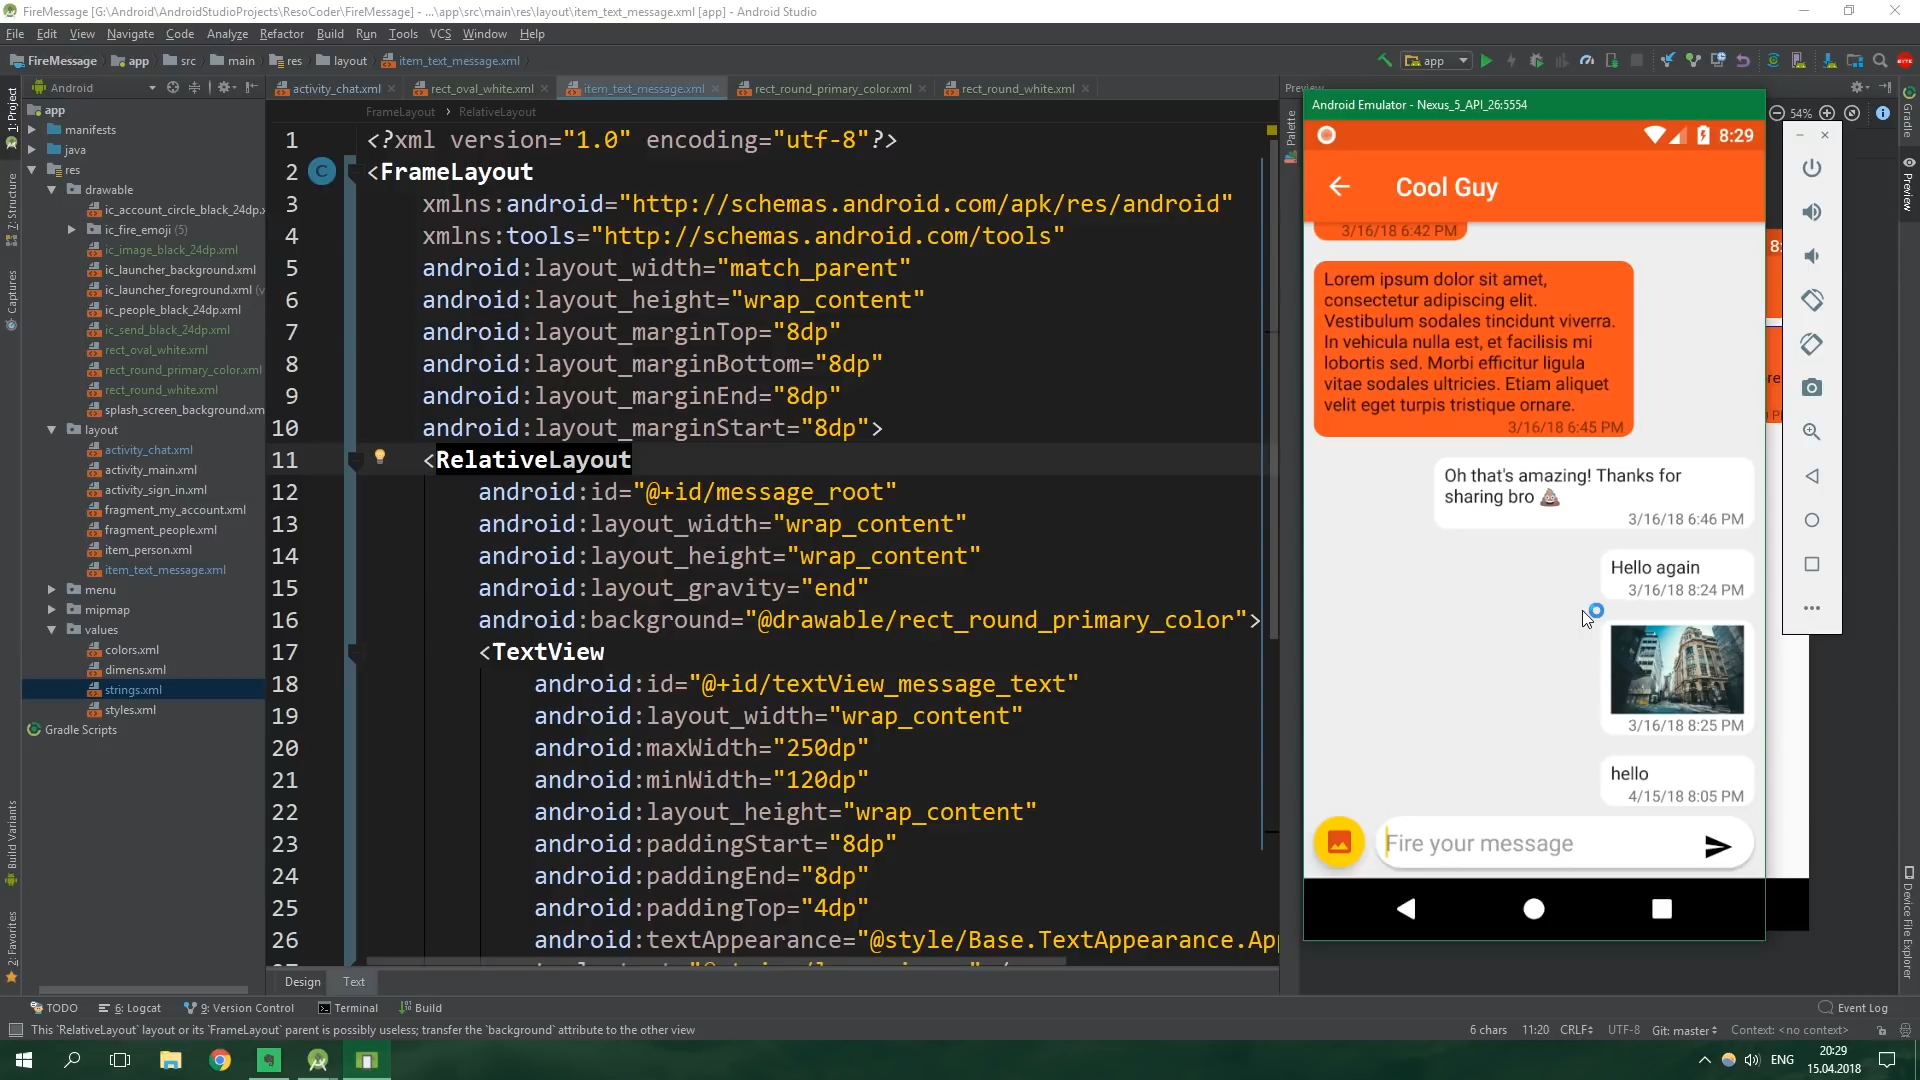 FireMessage [G:\Android\AndroidStudioProjects\ResoCoder\FireMessage] - ...\app\src\main\res\layout\item_text_message.xml [app] - Android Studio
File Edit View Navigate Code Analyze Refactor Build Run Tools VCS Window Help
FireMessage app src main res layout item_text_message.xml
app
Android
activity_chat.xml rect_oval_white.xml item_text_message.xml rect_round_primary_color.xml rect_round_white.xml
FrameLayout RelativeLayout
1: Project
7: Structure
Captures
Build Variants
2: Favorites
app
manifests
java
res
drawable
ic_account_circle_black_24dp.x
ic_fire_emoji (5)
ic_image_black_24dp.xml
ic_launcher_background.xml
ic_launcher_foreground.xml (v
ic_people_black_24dp.xml
ic_send_black_24dp.xml
rect_oval_white.xml
rect_round_primary_color.xml
rect_round_white.xml
splash_screen_background.xm
layout
activity_chat.xml
activity_main.xml
activity_sign_in.xml
fragment_my_account.xml
fragment_people.xml
item_person.xml
item_text_message.xml
menu
mipmap
values
colors.xml
dimens.xml
strings.xml
styles.xml
Gradle Scripts
1 <?xml version="1.0" encoding="utf-8"?>
2 <FrameLayout
3 xmlns:android="http://schemas.android.com/apk/res/android"
4 xmlns:tools="http://schemas.android.com/tools"
5 android:layout_width="match_parent"
6 android:layout_height="wrap_content"
7 android:layout_marginTop="8dp"
8 android:layout_marginBottom="8dp"
9 android:layout_marginEnd="8dp"
10 android:layout_marginStart="8dp">
11 <RelativeLayout
12 android:id="@+id/message_root"
13 android:layout_width="wrap_content"
14 android:layout_height="wrap_content"
15 android:layout_gravity="end"
16 android:background="@drawable/rect_round_primary_color">
17 <TextView
18 android:id="@+id/textView_message_text"
19 android:layout_width="wrap_content"
20 android:maxWidth="250dp"
21 android:minWidth="120dp"
22 android:layout_height="wrap_content"
23 android:paddingStart="8dp"
24 android:paddingEnd="8dp"
25 android:paddingTop="4dp"
26 android:textAppearance="@style/Base.TextAppearance.App
Design Text
Palette
54%
Gradle
Preview
Device File Explorer
Android Emulator - Nexus_5_API_26:5554
8:29
Cool Guy
3/16/18 6:42 PM
Lorem ipsum dolor sit amet,
consectetur adipiscing elit.
Vestibulum sodales tincidunt viverra.
In vehicula nulla est, et facilisis mi
lobortis sed. Morbi efficitur ligula
vitae sodales ultricies. Etiam aliquet
velit eget turpis tristique ornare.
3/16/18 6:45 PM
Oh that's amazing! Thanks for
sharing bro 💩
3/16/18 6:46 PM
Hello again
3/16/18 8:24 PM
3/16/18 8:25 PM
hello
4/15/18 8:05 PM
Fire your message
TODO 6: Logcat 9: Version Control Terminal Build Event Log
This `RelativeLayout` layout or its `FrameLayout` parent is possibly useless; transfer the `background` attribute to the other view
6 chars 11:20 CRLF UTF-8 Git: master Context: <no context>
ENG
20:29
15.04.2018